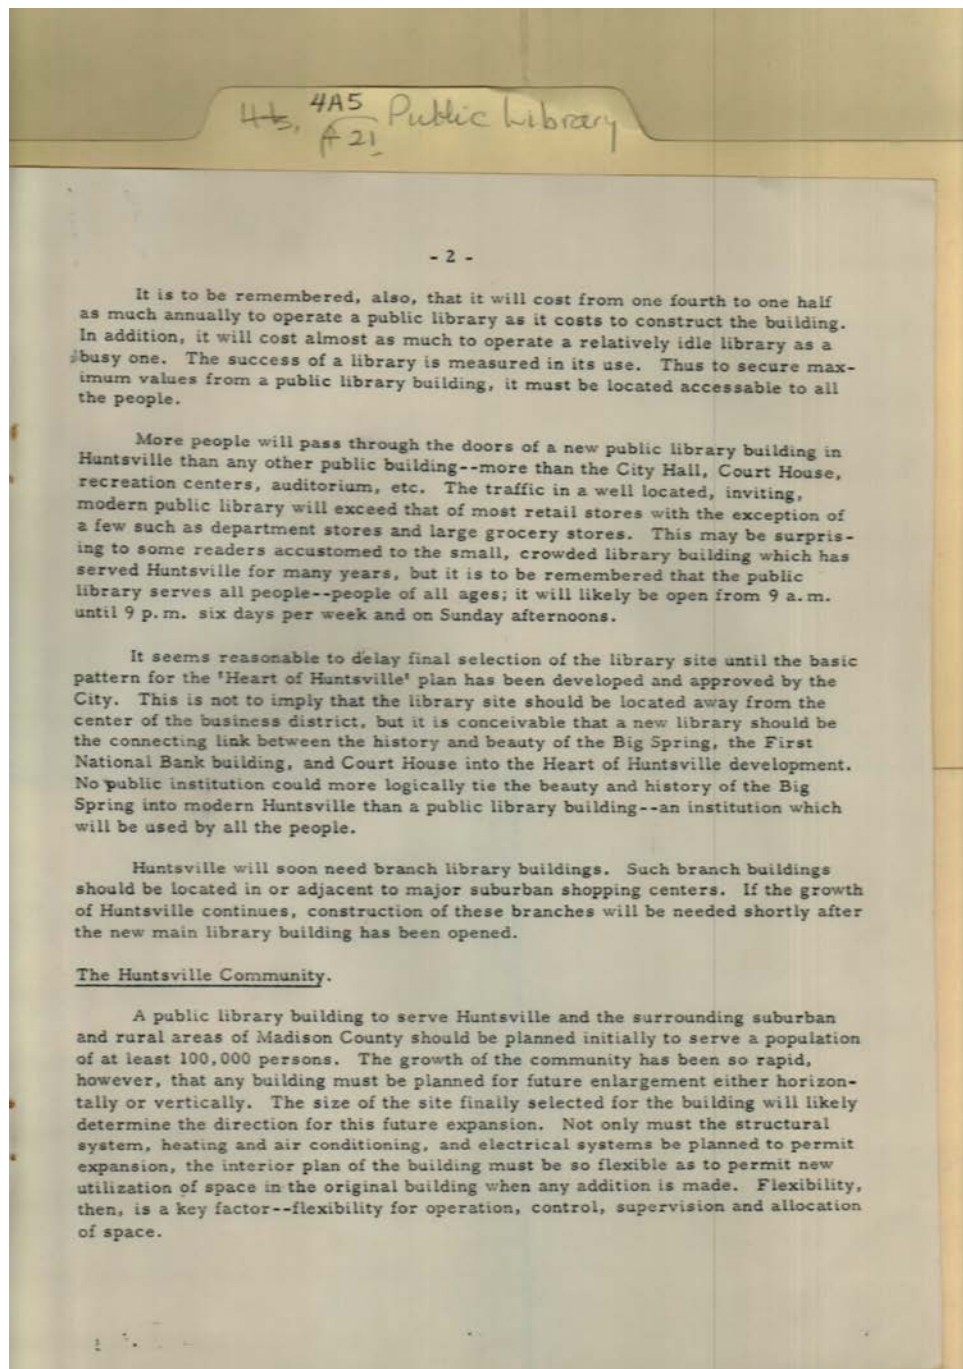 4b. 4A5 Public Library
A 21
- 2 -
It is to be remembered, also, that it will cost from one fourth to one half
as much annually to operate a public library as it costs to construct the building.
In addition, it will cost almost as much to operate a relatively idle library as a
busy one. The success of a library is measured in its use. Thus to secure max-
imum values from a public library building, it must be located accessable to all
the people.
More people will pass through the doors of a new public library building in
Huntsville than any other public building--more than the City Hall, Court House,
recreation centers, auditorium, etc. The traffic in a well located, inviting,
modern public library will exceed that of most retail stores with the exception of
a few such as department stores and large grocery stores. This may be surpris-
ing to some readers accustomed to the small, crowded library building which has
served Huntsville for many years, but it is to be remembered that the public
library serves all people--people of all ages; it will likely be open from 9 a.m.
until 9 p.m. six days per week and on Sunday afternoons.
It seems reasonable to delay final selection of the library site until the basic
pattern for the 'Heart of Huntsville' plan has been developed and approved by the
City. This is not to imply that the library site should be located away from the
center of the business district, but it is conceivable that a new library should be
the connecting link between the history and beauty of the Big Spring, the First
National Bank building, and Court House into the Heart of Huntsville development.
No public institution could more logically tie the beauty and history of the Big
Spring into modern Huntsville than a public library building--an institution which
will be used by all the people.
Huntsville will soon need branch library buildings. Such branch buildings
should be located in or adjacent to major suburban shopping centers. If the growth
of Huntsville continues, construction of these branches will be needed shortly after
the new main library building has been opened.
The Huntsville Community.
A public library building to serve Huntsville and the surrounding suburban
and rural areas of Madison County should be planned initially to serve a population
of at least 100,000 persons. The growth of the community has been so rapid,
however, that any building must be planned for future enlargement either horizon-
tally or vertically. The size of the site finally selected for the building will likely
determine the direction for this future expansion. Not only must the structural
system, heating and air conditioning, and electrical systems be planned to permit
expansion, the interior plan of the building must be so flexible as to permit new
utilization of space in the original building when any addition is made. Flexibility,
then, is a key factor--flexibility for operation, control, supervision and allocation
of space.